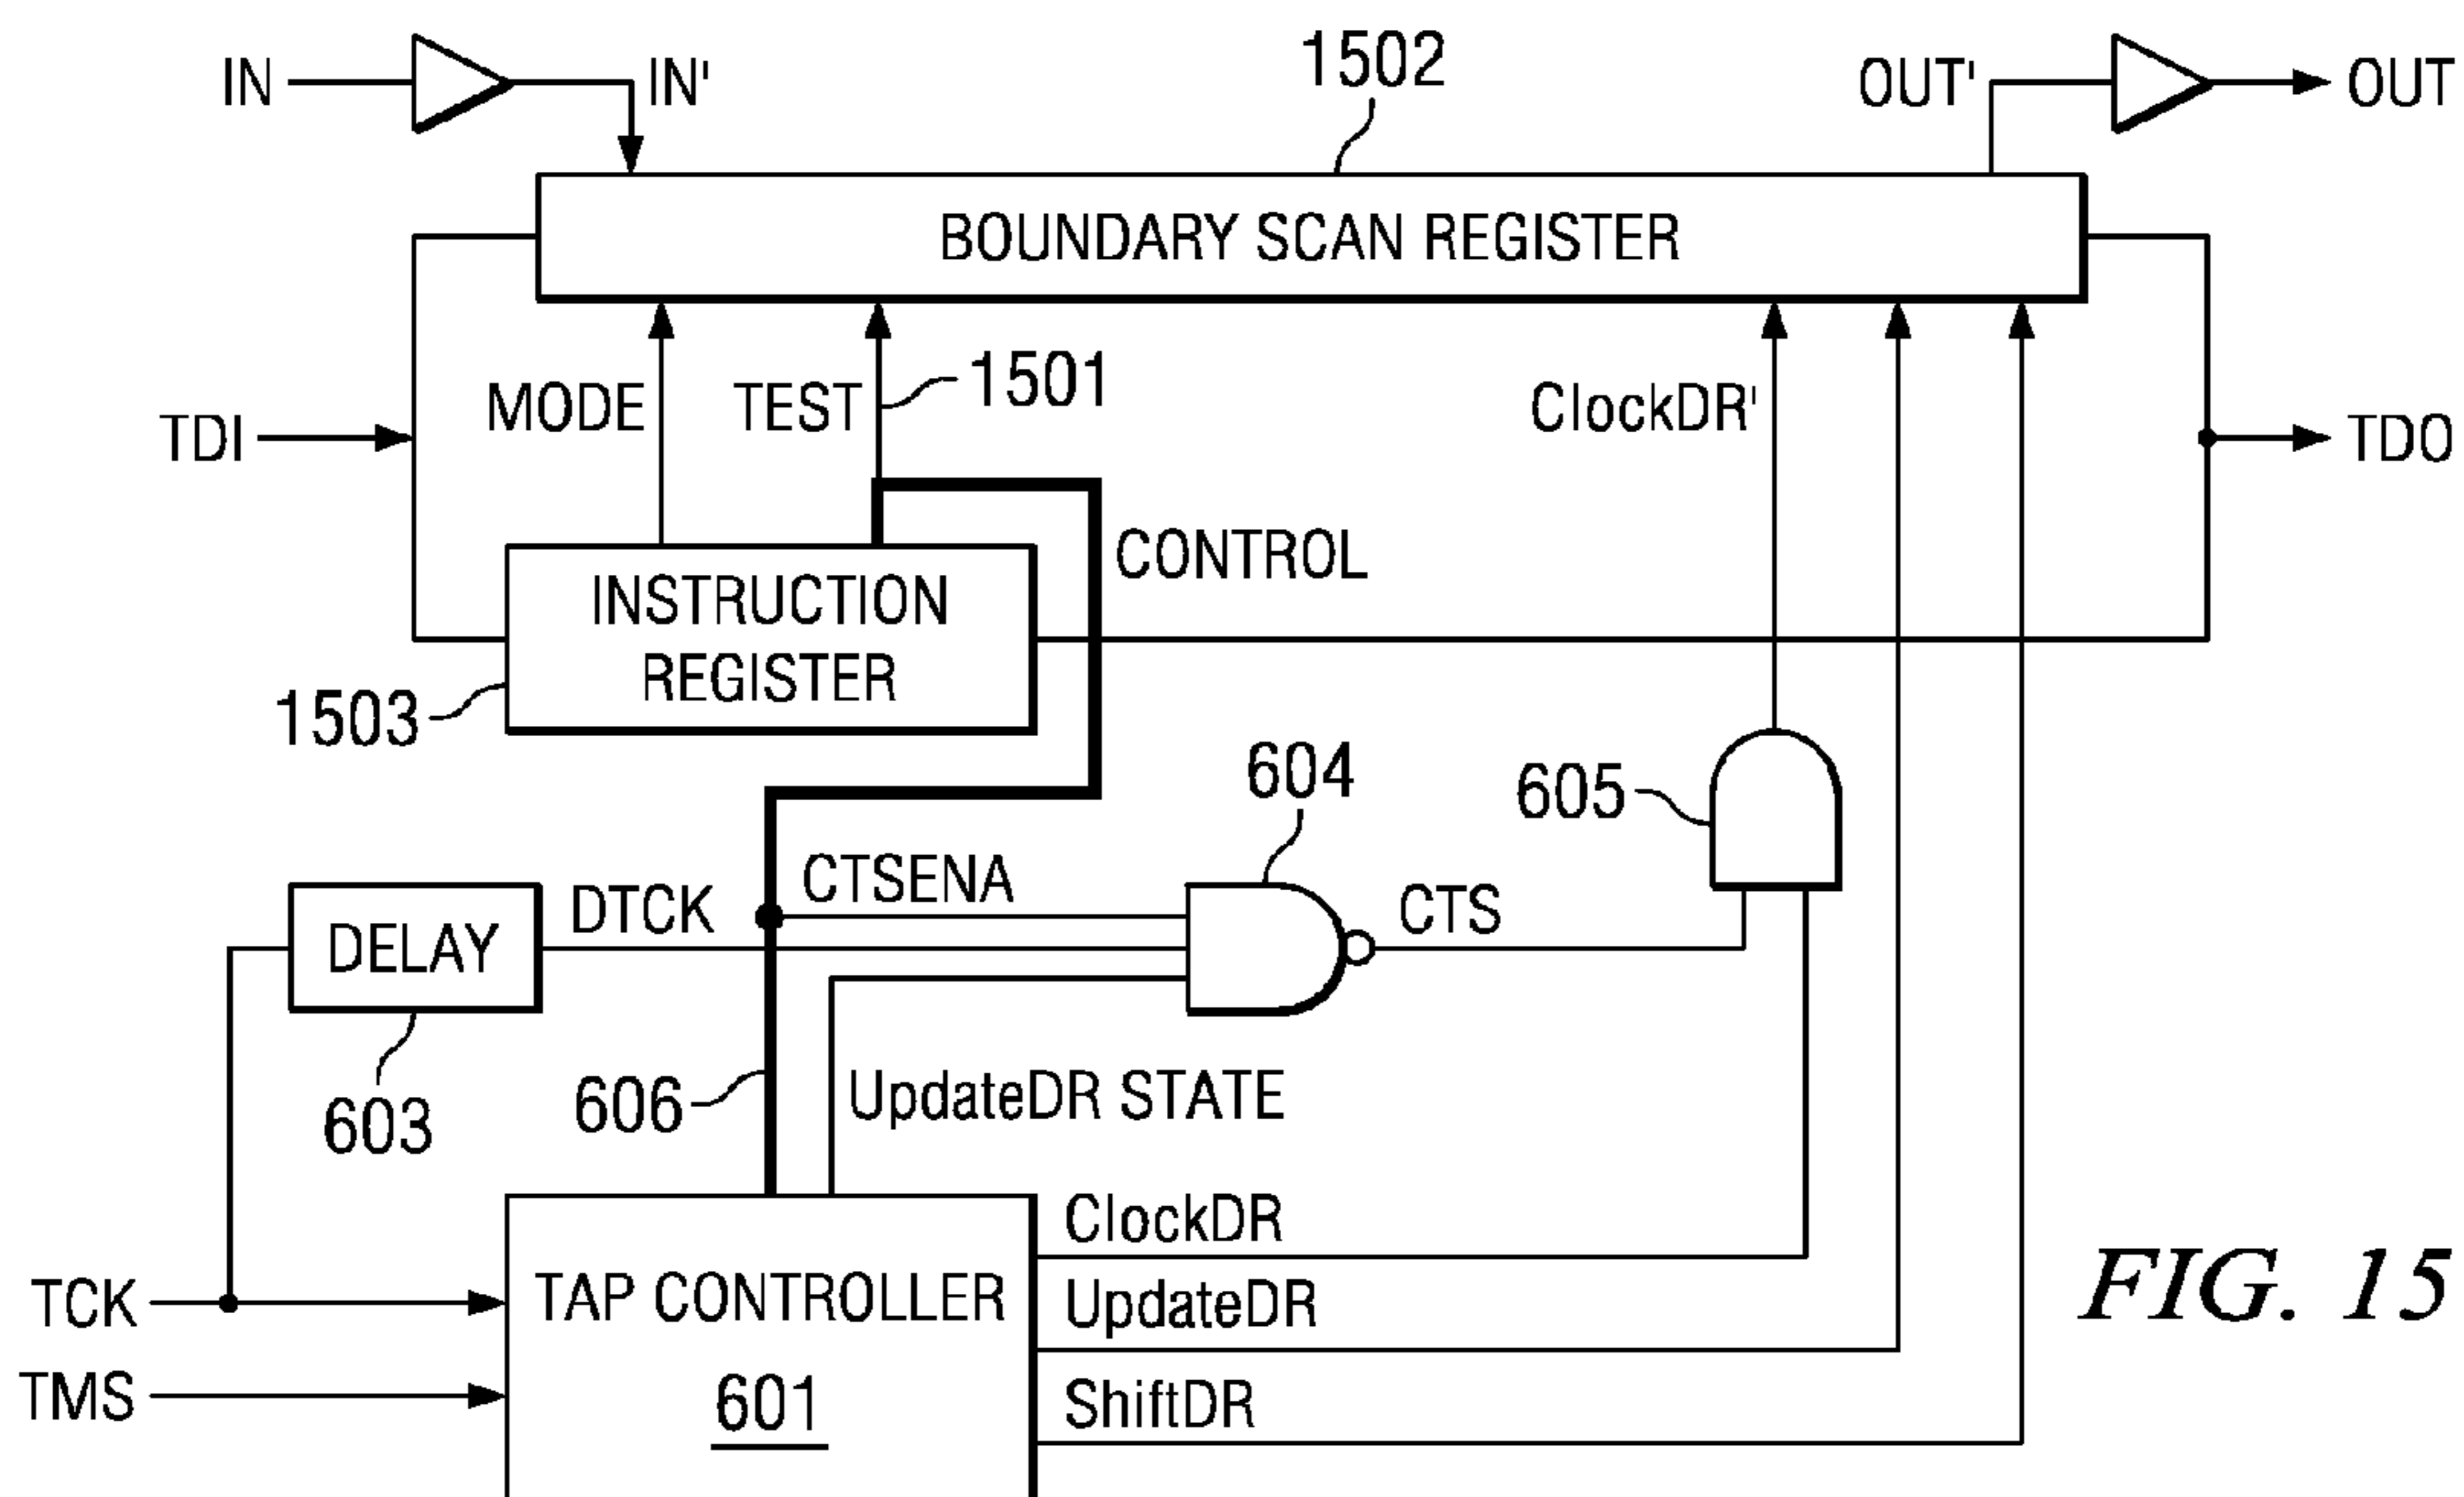 1502
IN
IN'
OUT'
OUT
BOUNDARY SCAN REGISTER
MODE
TEST
1501
ClockDR'
TDI
TDO
CONTROL
INSTRUCTION
REGISTER
1503
604
605
CTSENA
DTCK
CTS
DELAY
606
UpdateDR STATE
603
ClockDR
TCK
TAP CONTROLLER
UpdateDR
FIG. 15
TMS
601
ShiftDR